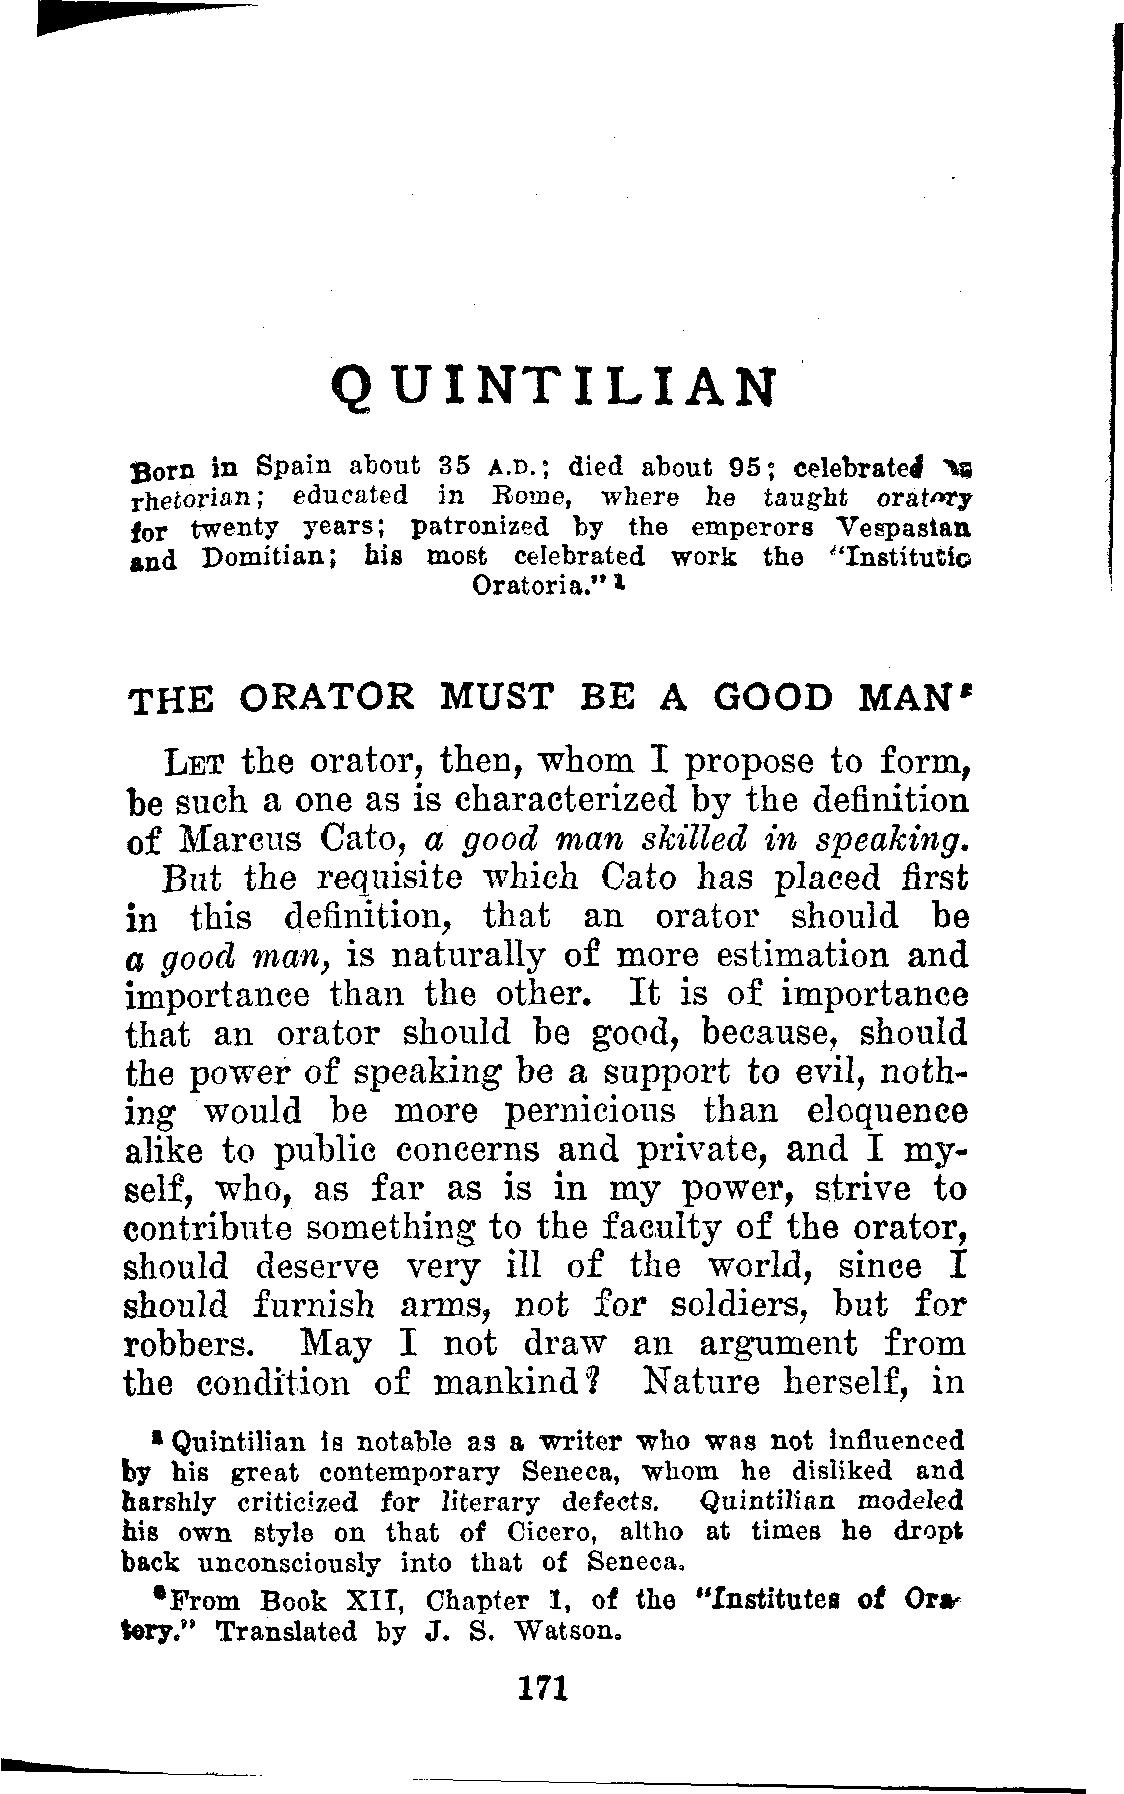 QUINTILIAN
Born in Spain about 35 A.D.; died about 95; celebrated as
rhetorian; educated in Rome, where he taught oratory
for twenty years; patronized by the emperors Vespasian
and Domitian; his most celebrated work the "Institutio
Oratoria." 1
THE ORATOR MUST BE A GOOD MAN²
LET the orator, then, whom I propose to form,
be such a one as is characterized by the definition
of Marcus Cato, a good man skilled in speaking.
But the requisite which Cato has placed first
in this definition, that an orator should be
a good man, is naturally of more estimation and
importance than the other. It is of importance
that an orator should be good, because, should
the power of speaking be a support to evil, noth-
ing would be more pernicious than eloquence
alike to public concerns and private, and I my-
self, who, as far as is in my power, strive to
contribute something to the faculty of the orator,
should deserve very ill of the world, since I
should furnish arms, not for soldiers, but for
robbers. May I not draw an argument from
the condition of mankind? Nature herself, in
¹ Quintilian is notable as a writer who was not influenced
by his great contemporary Seneca, whom he disliked and
harshly criticized for literary defects. Quintilian modeled
his own style on that of Cicero, altho at times he dropt
back unconsciously into that of Seneca.
² From Book XII, Chapter 1, of the "Institutes of Ora-
tory." Translated by J. S. Watson.
171